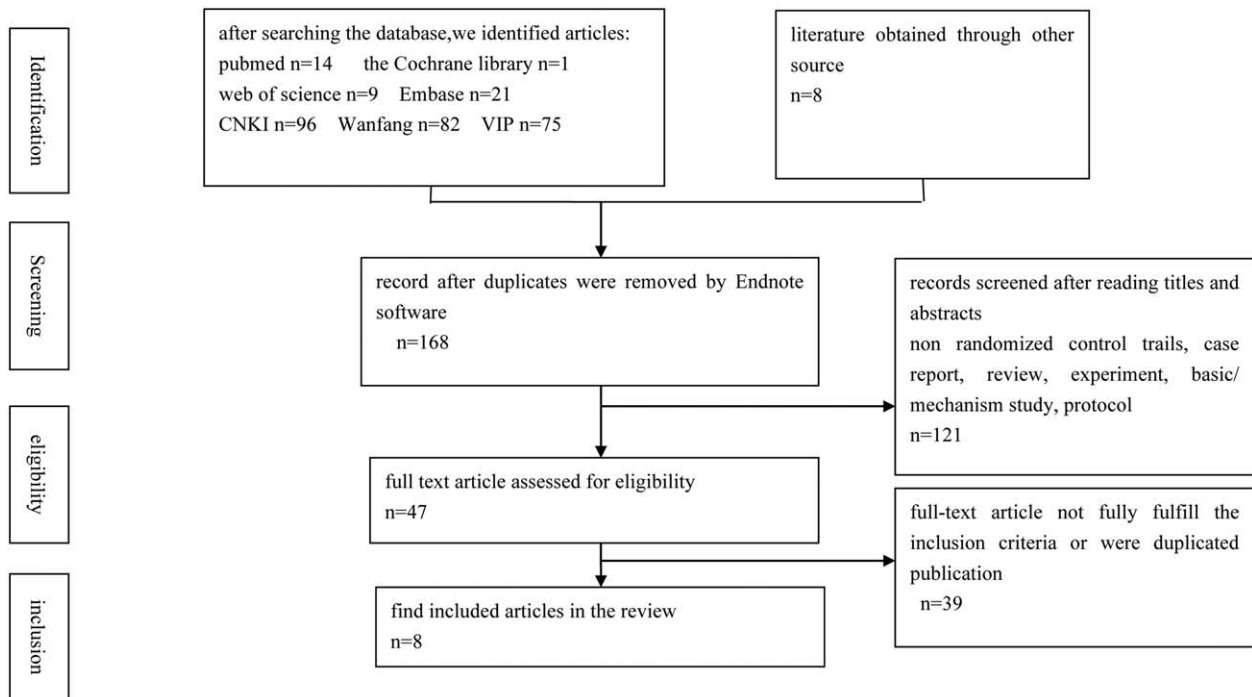 Identification
after searching the database,we identified articles:
pubmed n=14 the Cochrane library n=1
web of science n=9 Embase n=21
CNKI n=96 Wanfang n=82 VIP n=75
literature obtained through other
source
n=8
Screening
record after duplicates were removed by Endnote
software
n=168
records screened after reading titles and
abstracts
non randomized control trails, case
report, review, experiment, basic/
mechanism study, protocol
n=121
eligibility
full text article assessed for eligibility
n=47
full-text article not fully fulfill the
inclusion criteria or were duplicated
publication
n=39
inclusion
find included articles in the review
n=8